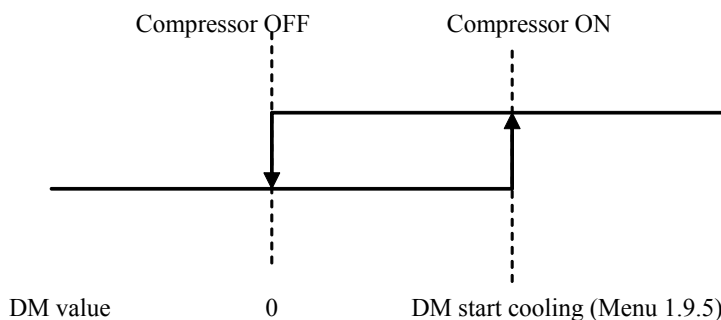 Compressor OFF Compressor ON
DM value 0 DM start cooling (Menu 1.9.5)